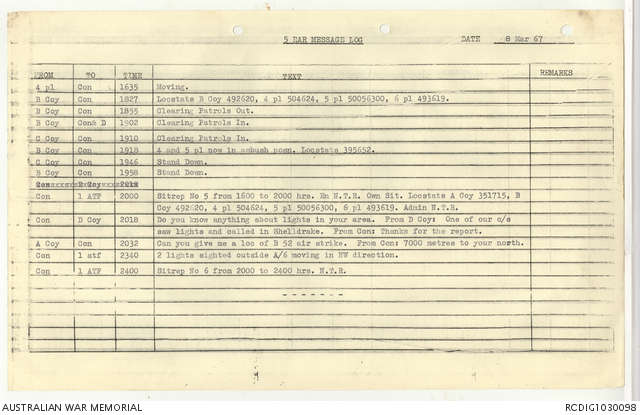 5 RAR MESSAGE LOG DATE 8 Mar 67
FROM TO TIME TEXT REMARKS
4 pl Con 1635 Moving.
B Coy Con 1827 Locstats B Coy 492620, 4 pl 504624, 5 pl 50056300, 6 pl 493619.
B Coy Con 1855 Clearing Patrols Out.
B Coy Con& D 1902 Clearing Patrols In.
C Coy Con 1910 Clearing Patrols In.
B Coy Con 1918 4 and 5 pl now in ambush posn. Locstats 395652.
C Coy Con 1946 Stand Down.
B Coy Con 1958 Stand Down.
Con 1 ATF 2000 Sitrep No 5 from 1600 to 2000 hrs. En N.T.R. Own Sit. Locstats A Coy 351715, B
Coy 492620, 4 pl 504624, 5 pl 50056300, 6 pl 493619. Admin N.T.R.
Con D Coy 2018 Do you know anything about lights in your area. From D Coy: One of our c/s
saw lights and called in Shelldrake. From Con: Thanks for the report.
A Coy Con 2032 Can you give me a loc of B 52 air strike. From Con: 7000 metres to your north.
Con 1 atf 2340 2 lights sighted outside A/6 moving in NW direction.
Con 1 ATF 2400 Sitrep No 6 from 2000 to 2400 hrs. N.T.R.
- - - - - - -
AUSTRALIAN WAR MEMORIAL RCDIG1030098